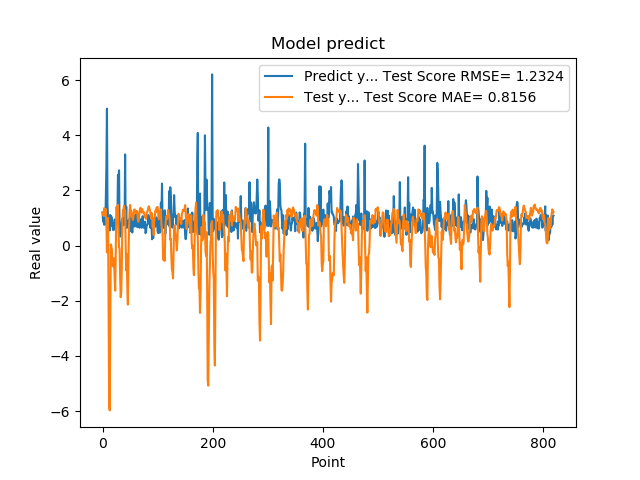 Model predict
Predict y... Test Score RMSE= 1.2324
Test y... Test Score MAE= 0.8156
Real value
6
4
2
0
−2
−4
−6
0 200 400 600 800
Point